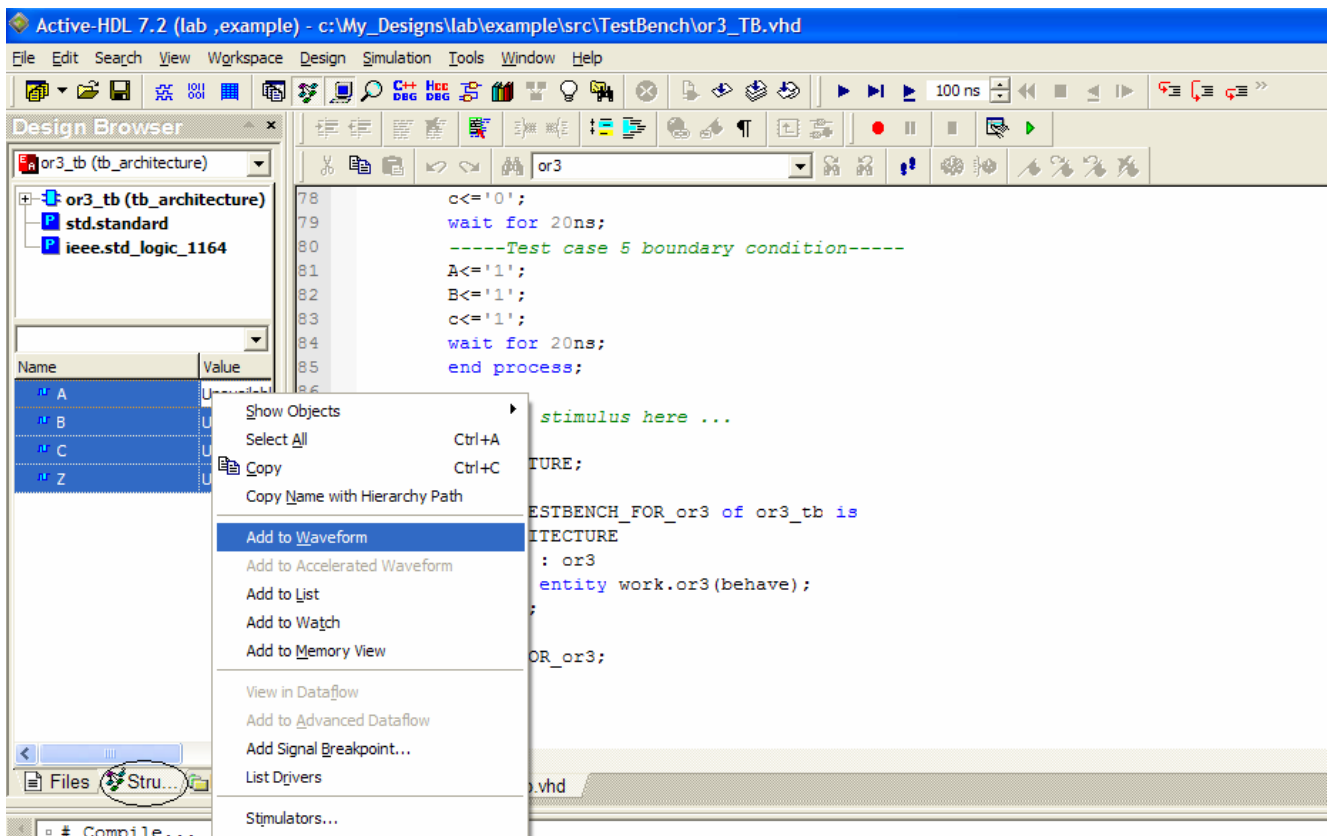 Active-HDL 7.2 (lab ,example) - c:\My_Designs\lab\example\src\TestBench\or3_TB.vhd
File Edit Search View Workspace Design Simulation Tools Window Help
C++ DBG HES DBG 100 ns
Design Browser
or3_tb (tb_architecture)
or3
or3_tb (tb_architecture)
std.standard
ieee.std_logic_1164
78 c<='0';
79 wait for 20ns;
80 -----Test case 5 boundary condition-----
81 A<='1';
82 B<='1';
83 c<='1';
84 wait for 20ns;
85 end process;
86
Name Value
A
B U
C U
Z U
Show Objects
Select All Ctrl+A
Copy Ctrl+C
Copy Name with Hierarchy Path
Add to Waveform
Add to Accelerated Waveform
Add to List
Add to Watch
Add to Memory View
View in Dataflow
Add to Advanced Dataflow
Add Signal Breakpoint...
List Drivers
Stimulators...
stimulus here ...
TURE;
ESTBENCH_FOR_or3 of or3_tb is
ITECTURE
: or3
entity work.or3(behave);
;
OR_or3;
Files Stru...
.vhd
# Compile...